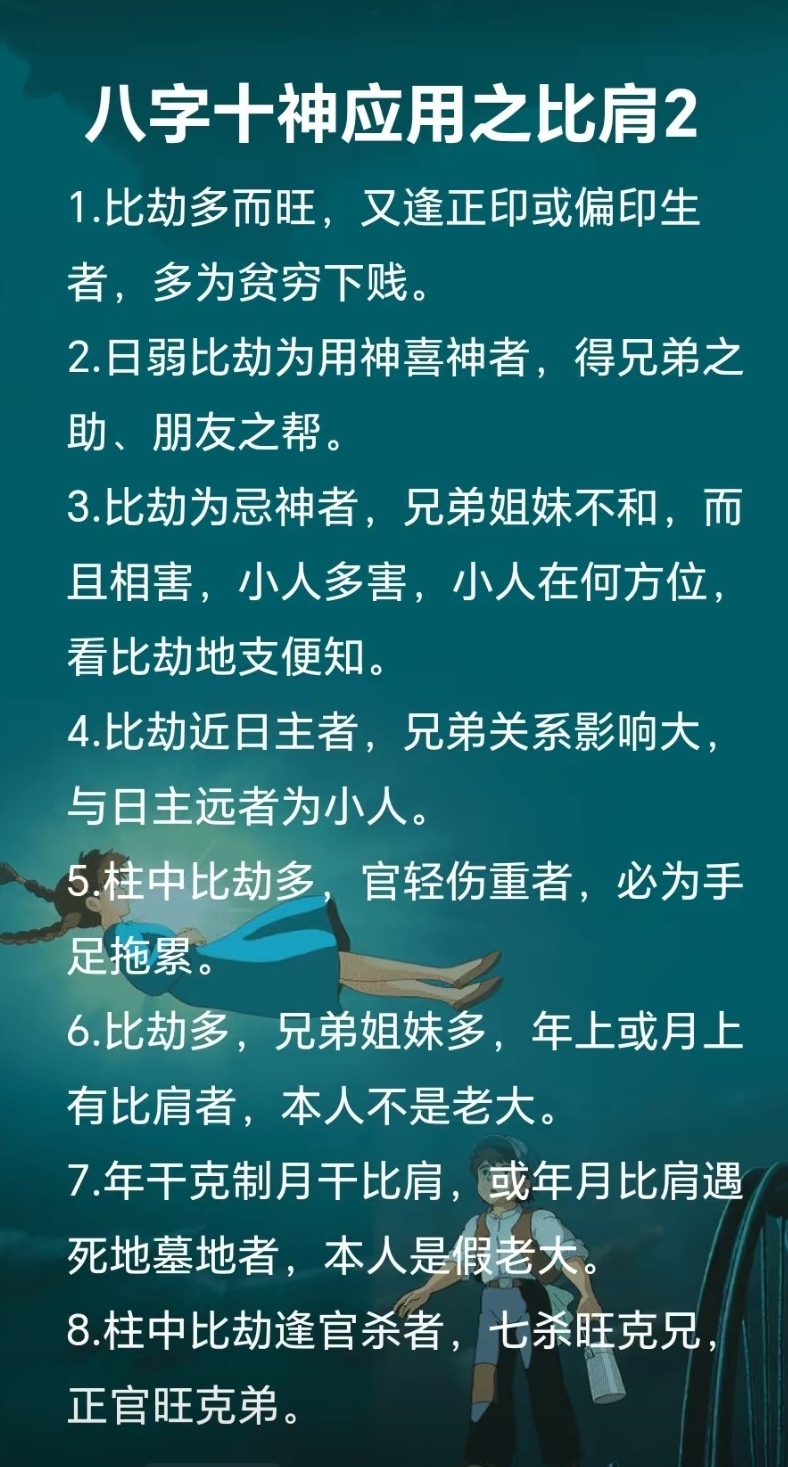 八字十神应用之比肩2
1.比劫多而旺，又逢正印或偏印生
者，多为贫穷下贱。
2.日弱比劫为用神喜神者，得兄弟之
助、朋友之帮。
3.比劫为忌神者，兄弟姐妹不和，而
且相害，小人多害，小人在何方位，
看比劫地支便知。
4.比劫近日主者，兄弟关系影响大，
与日主远者为小人。
5.柱中比劫多，官轻伤重者，必为手
足拖累。
6.比劫多，兄弟姐妹多，年上或月上
有比肩者，本人不是老大。
7.年干克制月干比肩，或年月比肩遇
死地墓地者，本人是假老大。
8.柱中比劫逢官杀者，七杀旺克兄，
正官旺克弟。